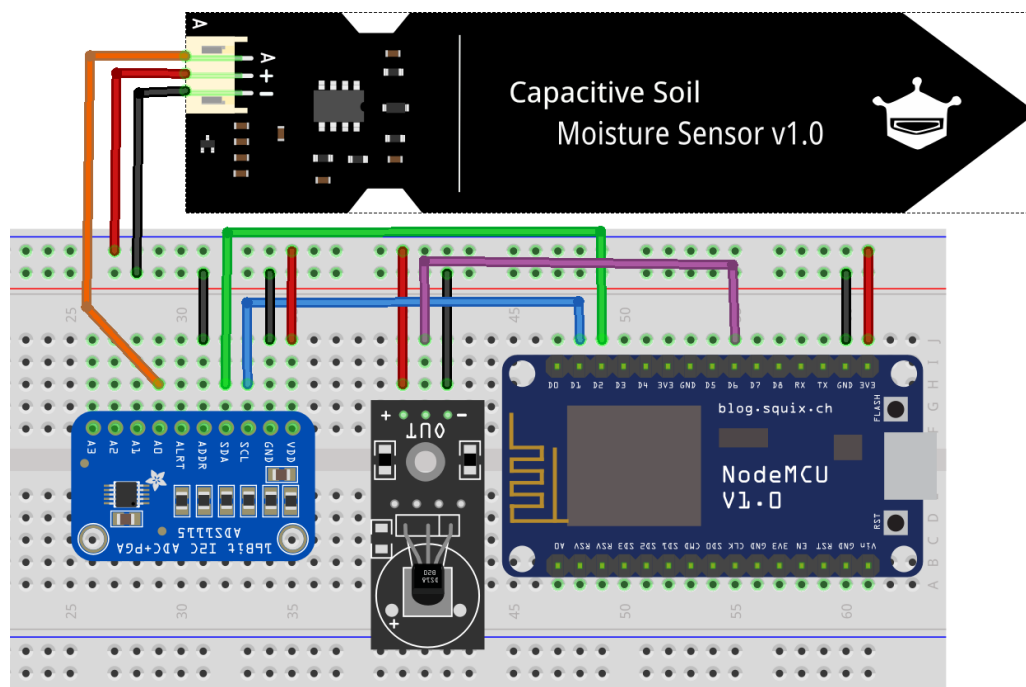 A
A
+
-
Capacitive Soil
Moisture Sensor v1.0
25
30
45
50
J
I
H
G
F
D
C
B
A
D0 D1 D2 D3 D4 3V3 GND D5 D6 D7 D8 RX TX GND 3V3
blog.squix.ch
FLASH
NodeMCU
V1.0
RST
A0 RSV RSV SD3 SD2 SD1 CMD SD0 CLK GND 3V3 EN RST GND Vin
A3 A2 A1 A0 ALRT ADDR SDA SCL GND VDD
ADS1115
16Bit I2C ADC+PGA
+ OUT -
+
25
30
35
45
50
55
60